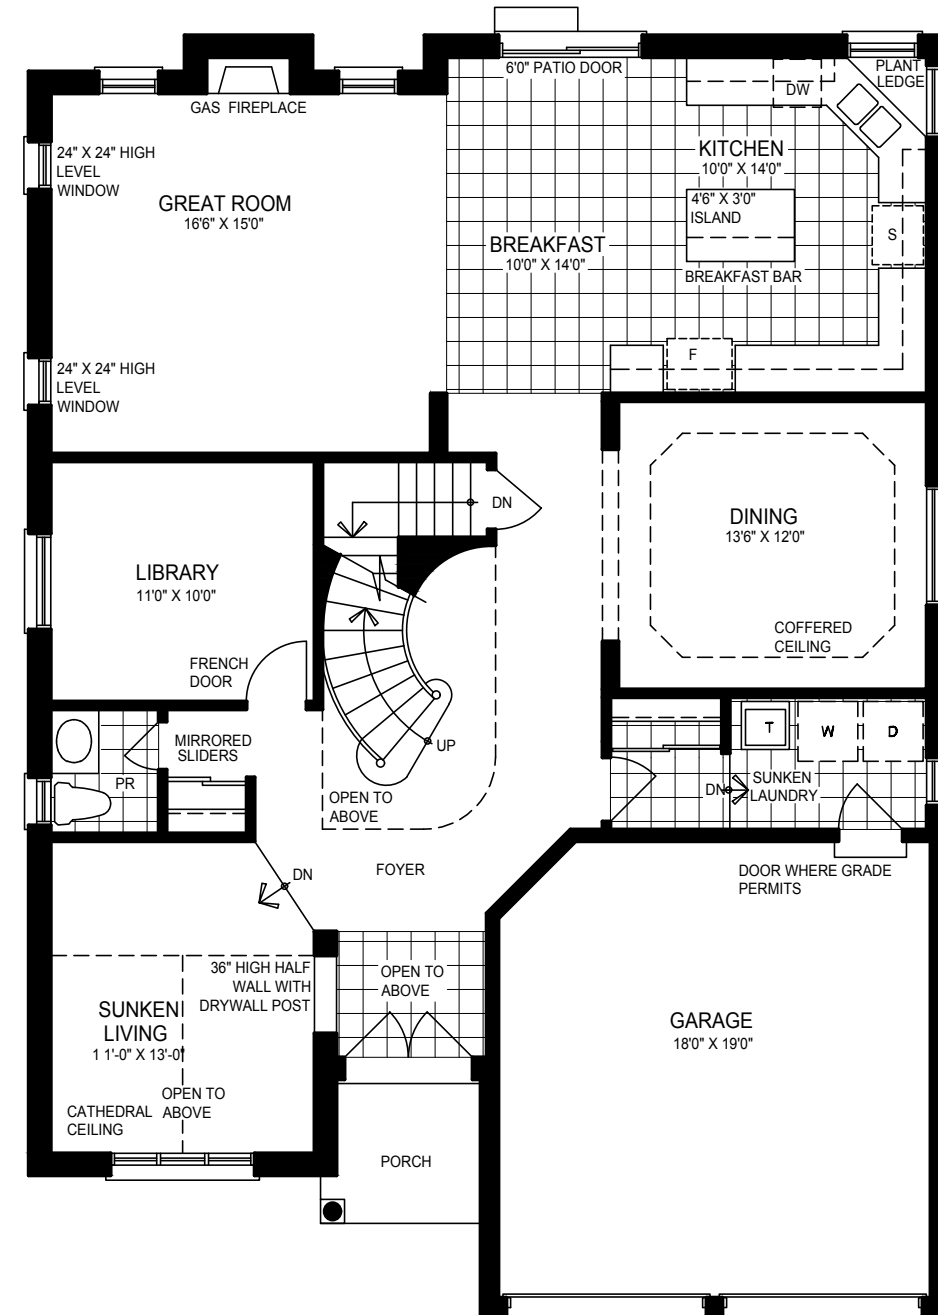 6'0" PATIO DOOR
PLANT
LEDGE
DW
GAS FIREPLACE
24" X 24" HIGH
LEVEL
WINDOW
GREAT ROOM
16'6" X 15'0"
KITCHEN
10'0" X 14'0"
4'6" X 3'0"
ISLAND
S
BREAKFAST
10'0" X 14'0"
BREAKFAST BAR
F
24" X 24" HIGH
LEVEL
WINDOW
DN
DINING
13'6" X 12'0"
COFFERED
CEILING
LIBRARY
11'0" X 10'0"
FRENCH
DOOR
MIRRORED
SLIDERS
PR
UP
OPEN TO
ABOVE
T
W
D
DN
SUNKEN
LAUNDRY
FOYER
DN
DOOR WHERE GRADE
PERMITS
36" HIGH HALF
WALL WITH
DRYWALL POST
OPEN TO
ABOVE
SUNKEN
LIVING
1 1'-0" X 13'-0"
GARAGE
18'0" X 19'0"
OPEN TO
ABOVE
CATHEDRAL
CEILING
PORCH